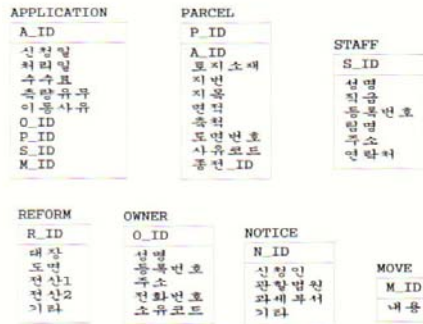 APPLICATION
A_ID
신청일
처리일
수수료
측량유무
이동사유
O_ID
P_ID
S_ID
M_ID
PARCEL
P_ID
A_ID
토지소재
지번
지목
면적
축척
도면번호
사유코드
종전_ID
STAFF
S_ID
성명
직급
등록번호
팀명
주소
연락처
REFORM
R_ID
대장
도면
전산1
전산2
기타
OWNER
O_ID
성명
등록번호
주소
전화번호
소유코드
NOTICE
N_ID
신청인
관할법원
과세부서
기타
MOVE
M_ID
내용